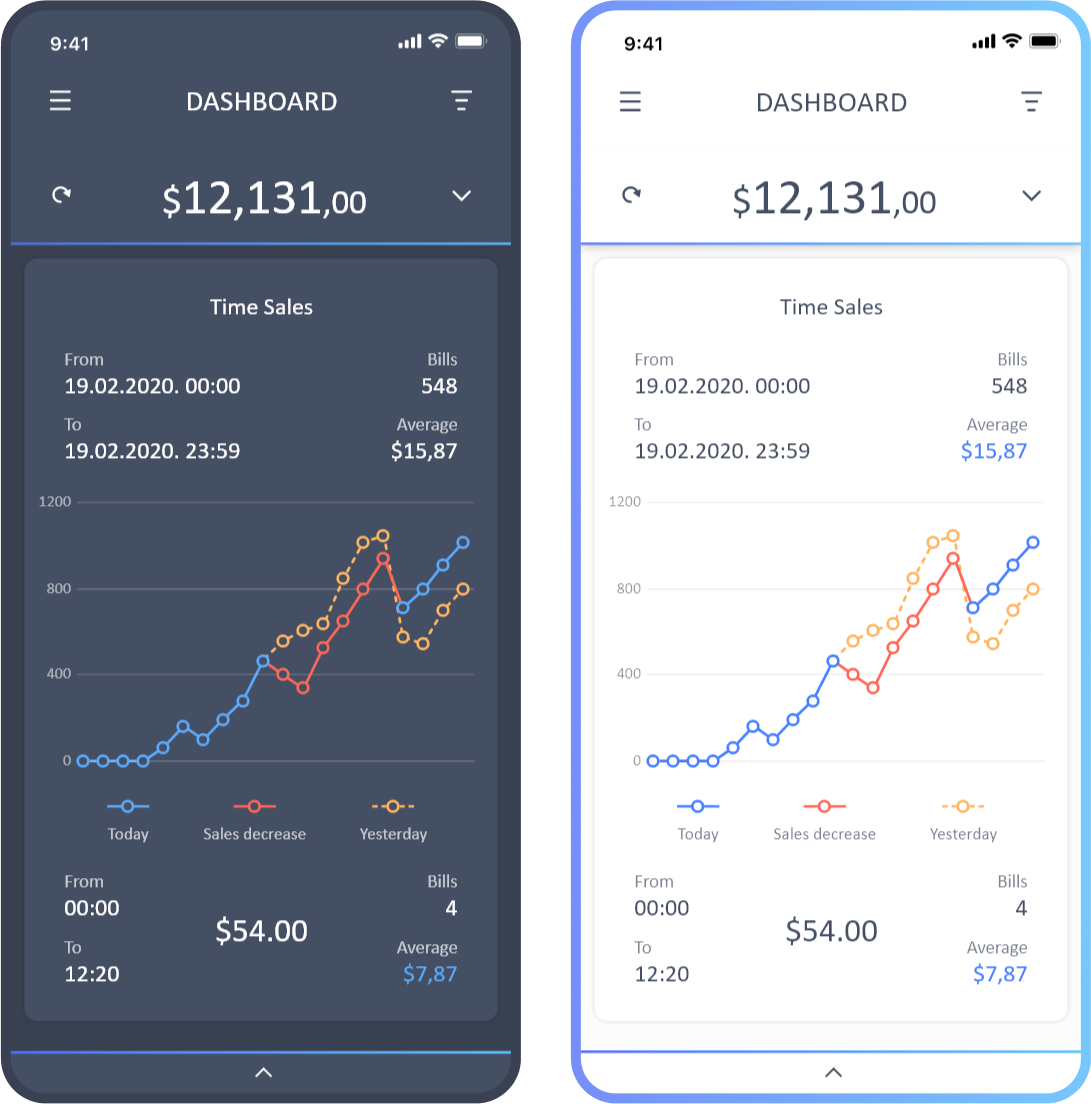 9:41
DASHBOARD
$12,131,00
Time Sales
From Bills
19.02.2020. 00:00 548
To Average
19.02.2020. 23:59 $15,87
1200
800
400
0
Today Sales decrease Yesterday
From Bills
00:00 4
$54.00
To Average
12:20 $7,87
9:41
DASHBOARD
$12,131,00
Time Sales
From Bills
19.02.2020. 00:00 548
To Average
19.02.2020. 23:59 $15,87
1200
800
400
0
Today Sales decrease Yesterday
From Bills
00:00 4
$54.00
To Average
12:20 $7,87